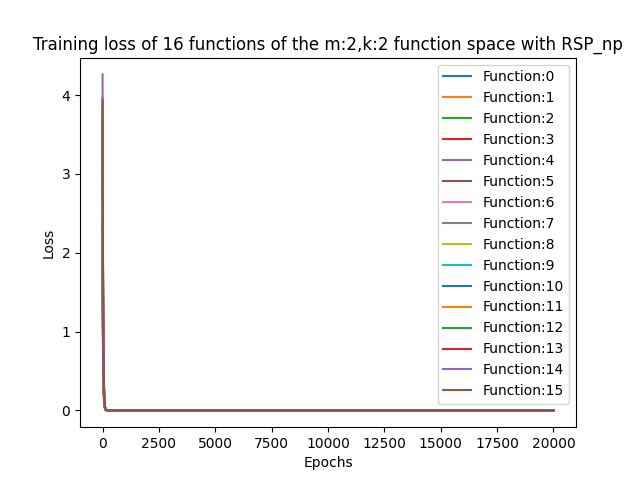 Training loss of 16 functions of the m:2,k:2 function space with RSP_np
Loss
4
3
2
1
0
Function:0
Function:1
Function:2
Function:3
Function:4
Function:5
Function:6
Function:7
Function:8
Function:9
Function:10
Function:11
Function:12
Function:13
Function:14
Function:15
0 2500 5000 7500 10000 12500 15000 17500 20000
Epochs